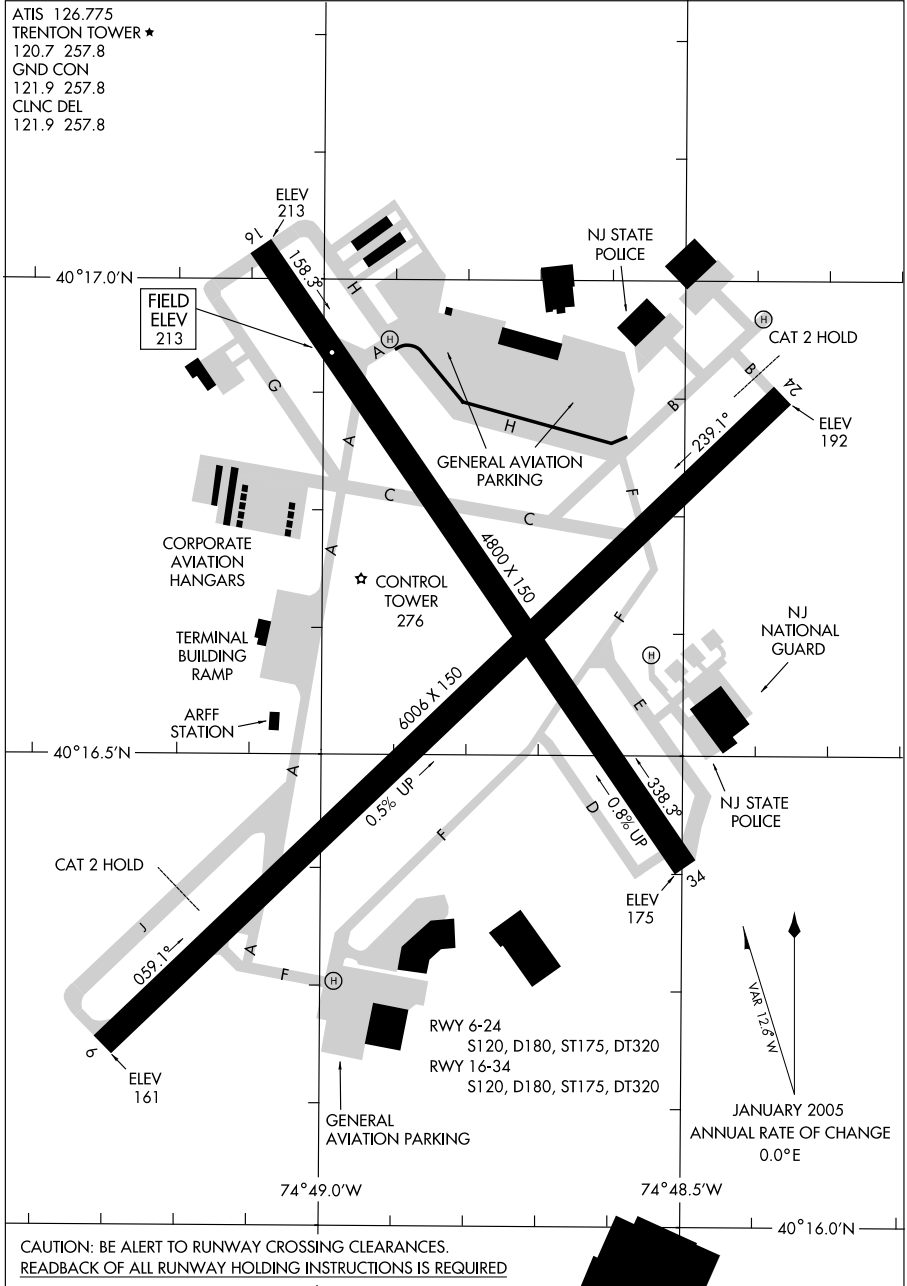 ATIS 126.775
TRENTON TOWER ★
120.7 257.8
GND CON
121.9 257.8
CLNC DEL
121.9 257.8
ELEV
213
16
158.3°
NJ STATE
POLICE
40°17.0'N
H
FIELD
ELEV
213
H
A
CAT 2 HOLD
H
G
B
24
B
A
H
239.1°
ELEV
192
GENERAL AVIATION
PARKING
F
C
C
4800 X 150
CORPORATE
AVIATION
HANGARS
A
CONTROL
TOWER
276
F
NJ
NATIONAL
GUARD
TERMINAL
BUILDING
RAMP
H
6006 X 150
E
ARFF
STATION
40°16.5'N
A
0.5% UP
338.3°
0.8% UP
D
NJ STATE
POLICE
F
CAT 2 HOLD
34
ELEV
175
J
A
059.1°
F
H
VAR 12.6° W
RWY 6-24
S120, D180, ST175, DT320
RWY 16-34
S120, D180, ST175, DT320
6
ELEV
161
JANUARY 2005
ANNUAL RATE OF CHANGE
0.0°E
GENERAL
AVIATION PARKING
74°49.0'W
74°48.5'W
40°16.0'N
CAUTION: BE ALERT TO RUNWAY CROSSING CLEARANCES.
READBACK OF ALL RUNWAY HOLDING INSTRUCTIONS IS REQUIRED